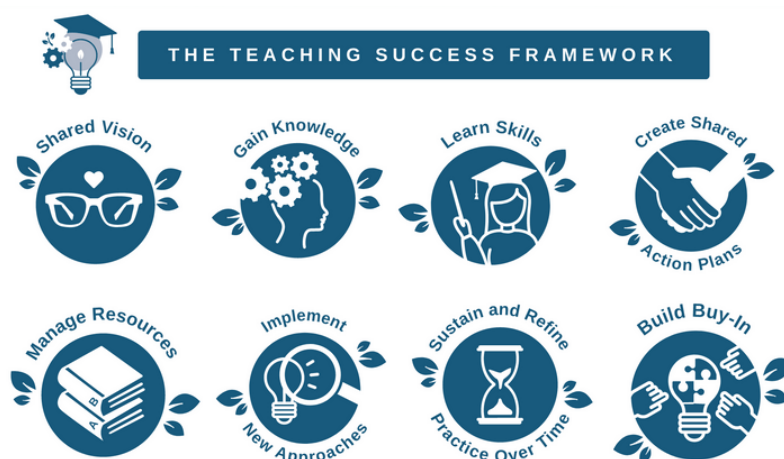 THE TEACHING SUCCESS FRAMEWORK
Shared Vision
Gain Knowledge
Learn Skills
Create Shared
Action Plans
Manage Resources
B
A
Implement
New Approaches
Sustain and Refine
Practice Over Time
Build Buy-In